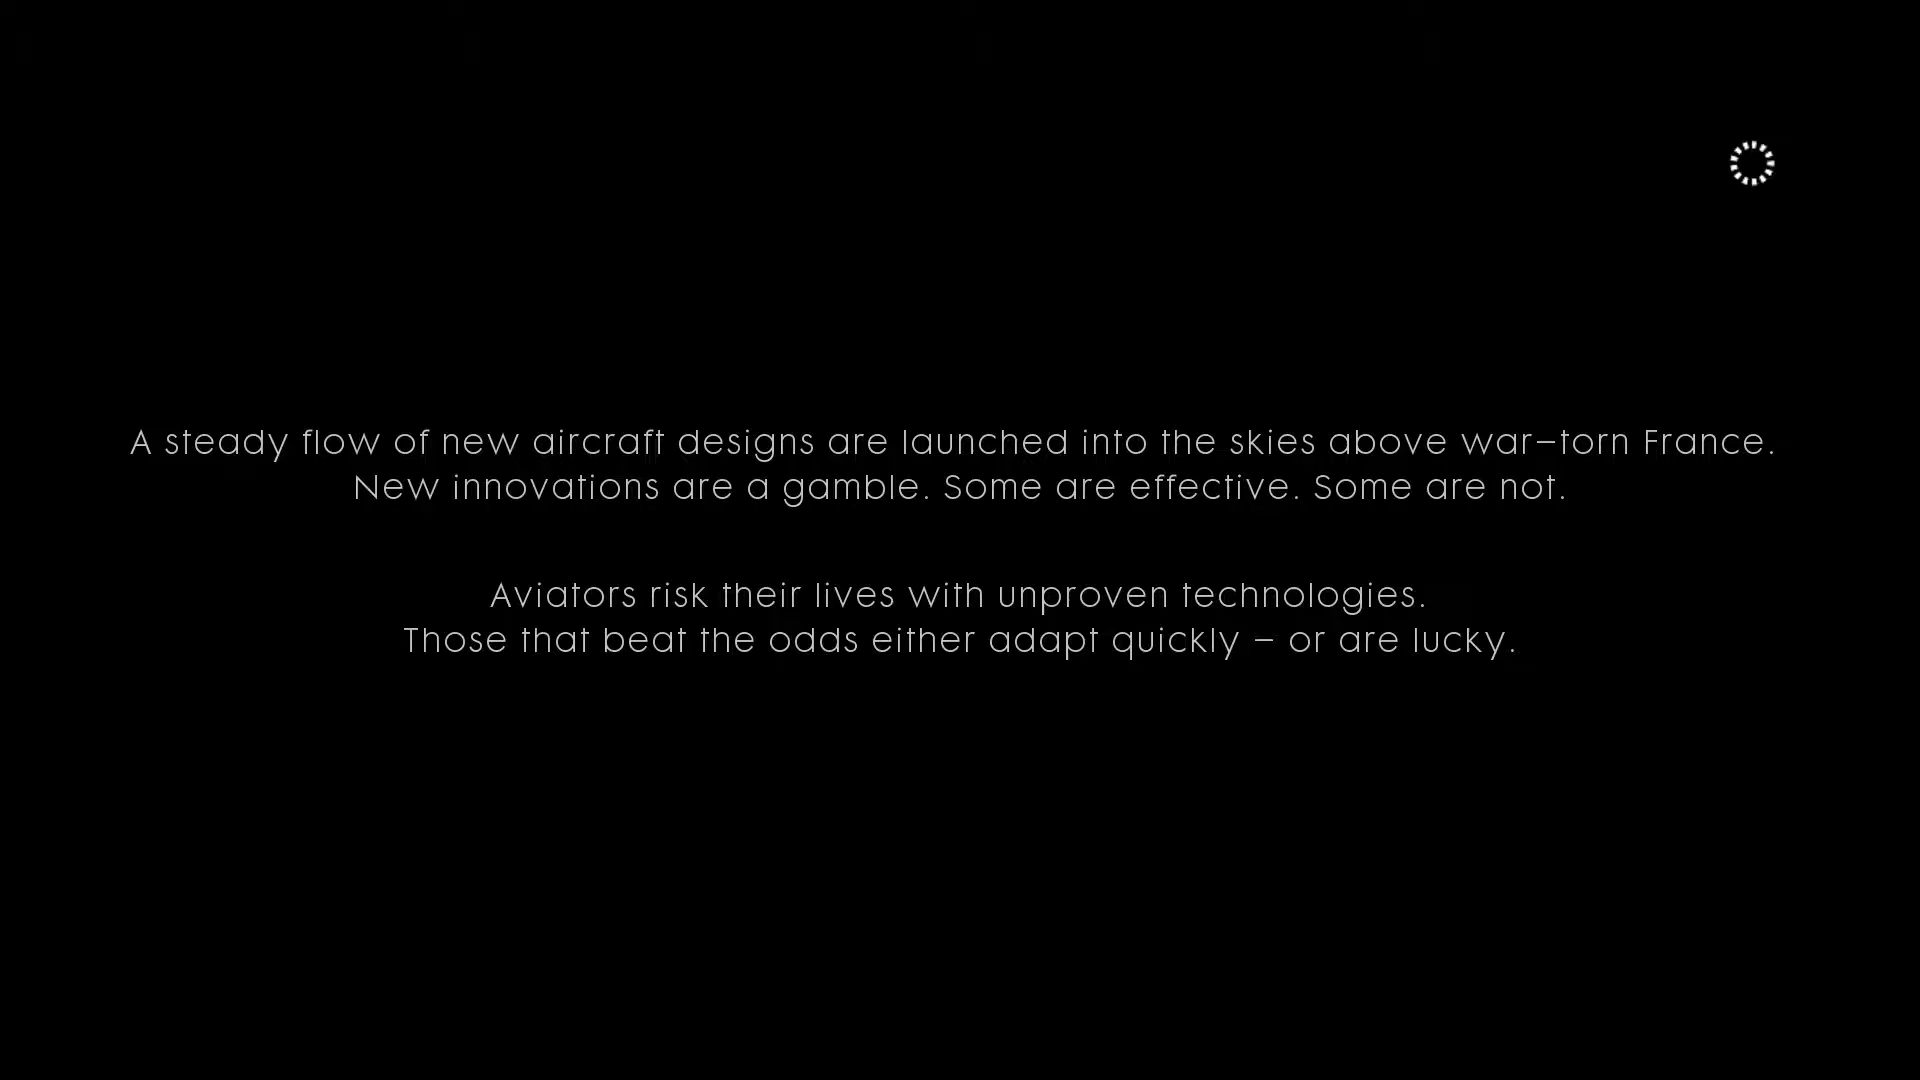 A steady flow of new aircraft designs are launched into the skies above war–torn France.
New innovations are a gamble. Some are effective. Some are not.
Aviators risk their lives with unproven technologies.
Those that beat the odds either adapt quickly – or are lucky.